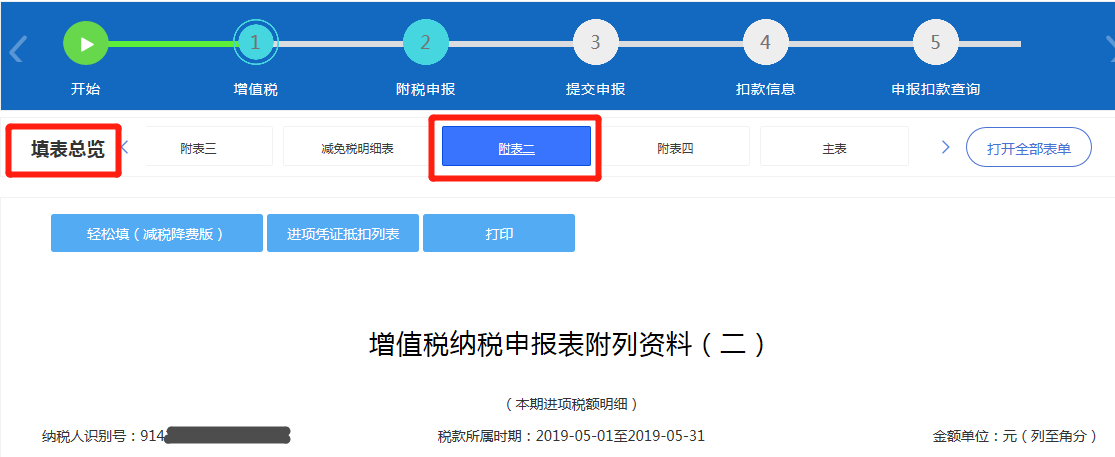 1 2 3 4 5
开始 增值税 附税申报 提交申报 扣款信息 申报扣款查询
填表总览 附表三 减免税明细表 附表二 附表四 主表 打开全部表单
轻松填（减税降费版） 进项凭证抵扣列表 打印
增值税纳税申报表附列资料（二）
（本期进项税额明细）
纳税人识别号：914 税款所属时期：2019-05-01至2019-05-31 金额单位：元（列至角分）